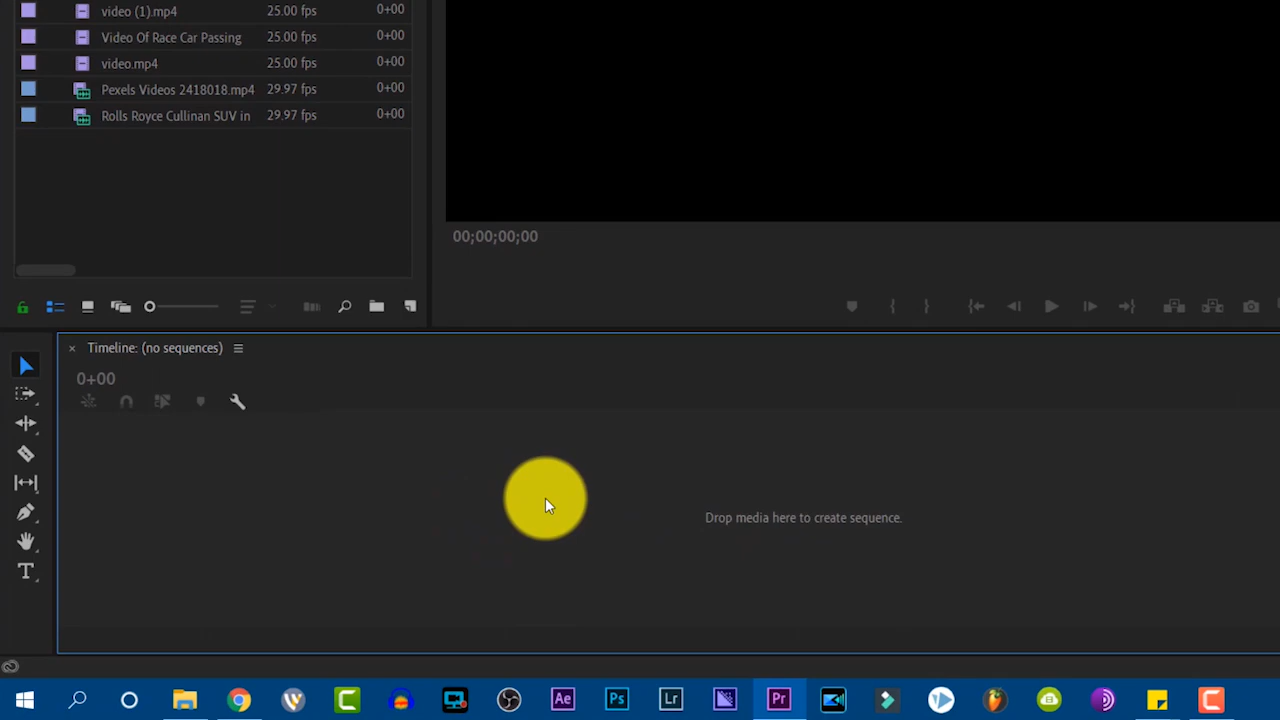 video (1).mp4 25.00 fps 0+00
Video Of Race Car Passing 25.00 fps 0+00
video.mp4 25.00 fps 0+00
Pexels Videos 2418018.mp4 29.97 fps 0+00
Rolls Royce Cullinan SUV in 29.97 fps 0+00
00;00;00;00
× Timeline: (no sequences)
0+00
Drop media here to create sequence.
T
Ae Ps Lr Pr